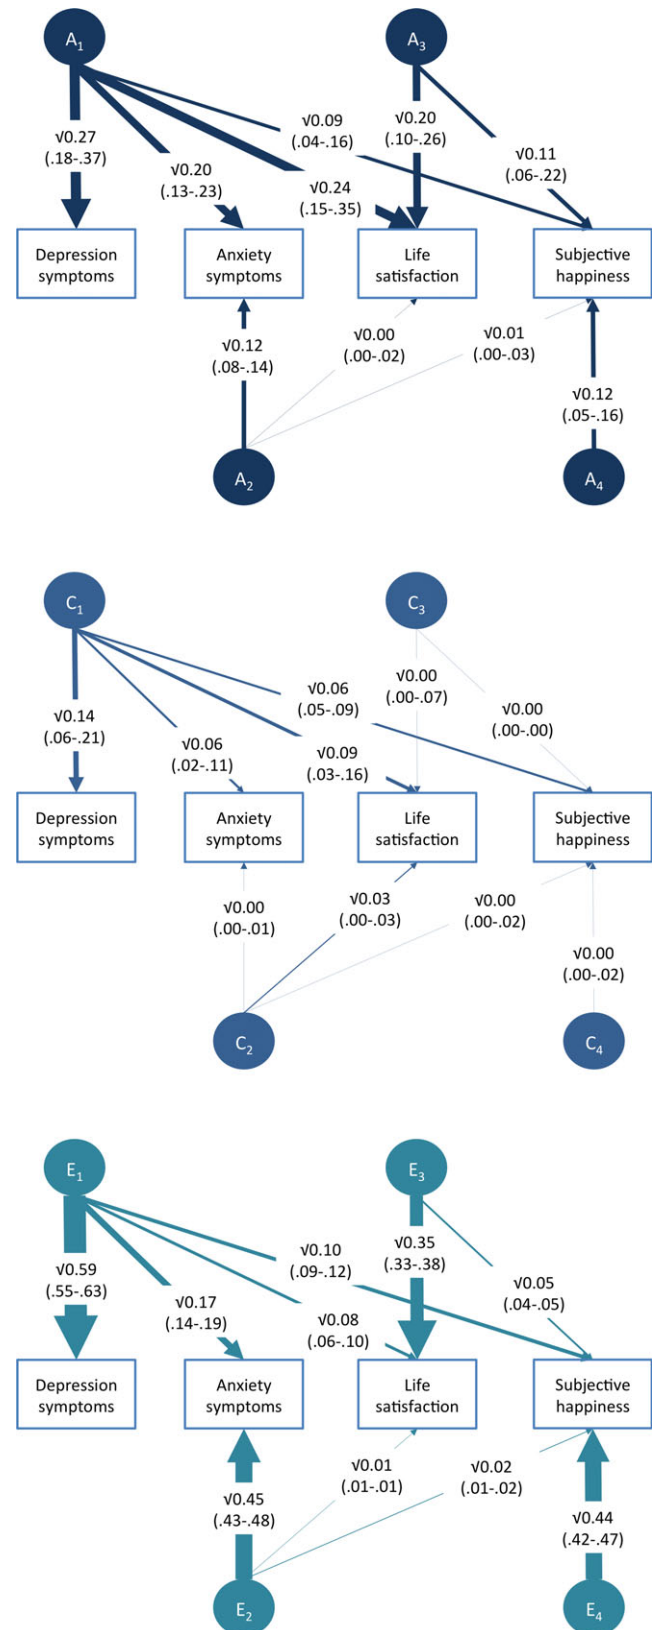 A1
A3
√0.27
(.18-.37)
√0.20
(.13-.23)
√0.24
(.15-.35)
√0.09
(.04-.16)
√0.20
(.10-.26)
√0.11
(.06-.22)
Depression
symptoms
Anxiety
symptoms
Life
satisfaction
Subjective
happiness
√0.12
(.08-.14)
√0.00
(.00-.02)
√0.01
(.00-.03)
√0.12
(.05-.16)
A2
A4
C1
C3
√0.14
(.06-.21)
√0.06
(.02-.11)
√0.09
(.03-.16)
√0.06
(.05-.09)
√0.00
(.00-.07)
√0.00
(.00-.00)
Depression
symptoms
Anxiety
symptoms
Life
satisfaction
Subjective
happiness
√0.00
(.00-.01)
√0.03
(.00-.03)
√0.00
(.00-.02)
√0.00
(.00-.02)
C2
C4
E1
E3
√0.59
(.55-.63)
√0.17
(.14-.19)
√0.08
(.06-.10)
√0.10
(.09-.12)
√0.35
(.33-.38)
√0.05
(.04-.05)
Depression
symptoms
Anxiety
symptoms
Life
satisfaction
Subjective
happiness
√0.45
(.43-.48)
√0.01
(.01-.01)
√0.02
(.01-.02)
√0.44
(.42-.47)
E2
E4